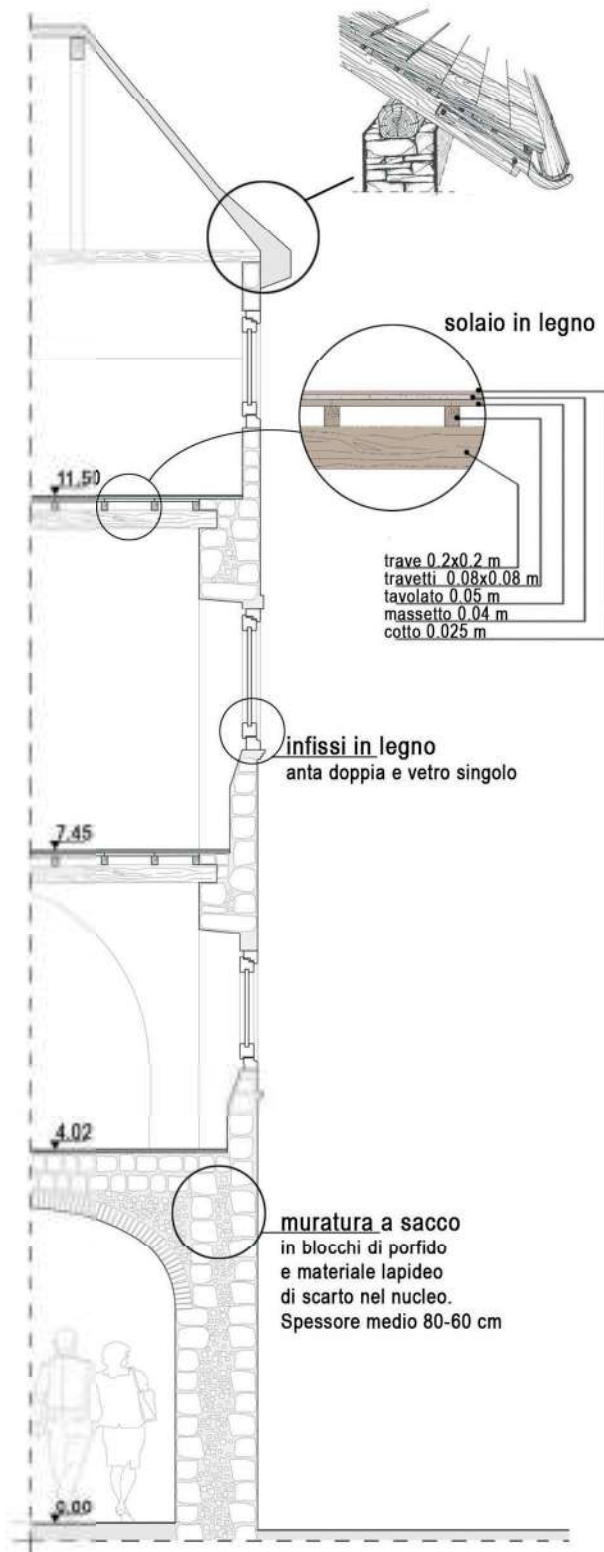 solaio in legno
11.50
trave 0.2x0.2 m
travetti 0.08x0.08 m
tavolato 0.05 m
massetto 0.04 m
cotto 0.025 m
infissi in legno
anta doppia e vetro singolo
7.45
4.02
muratura a sacco
in blocchi di porfido
e materiale lapideo
di scarto nel nucleo.
Spessore medio 80-60 cm
0.00